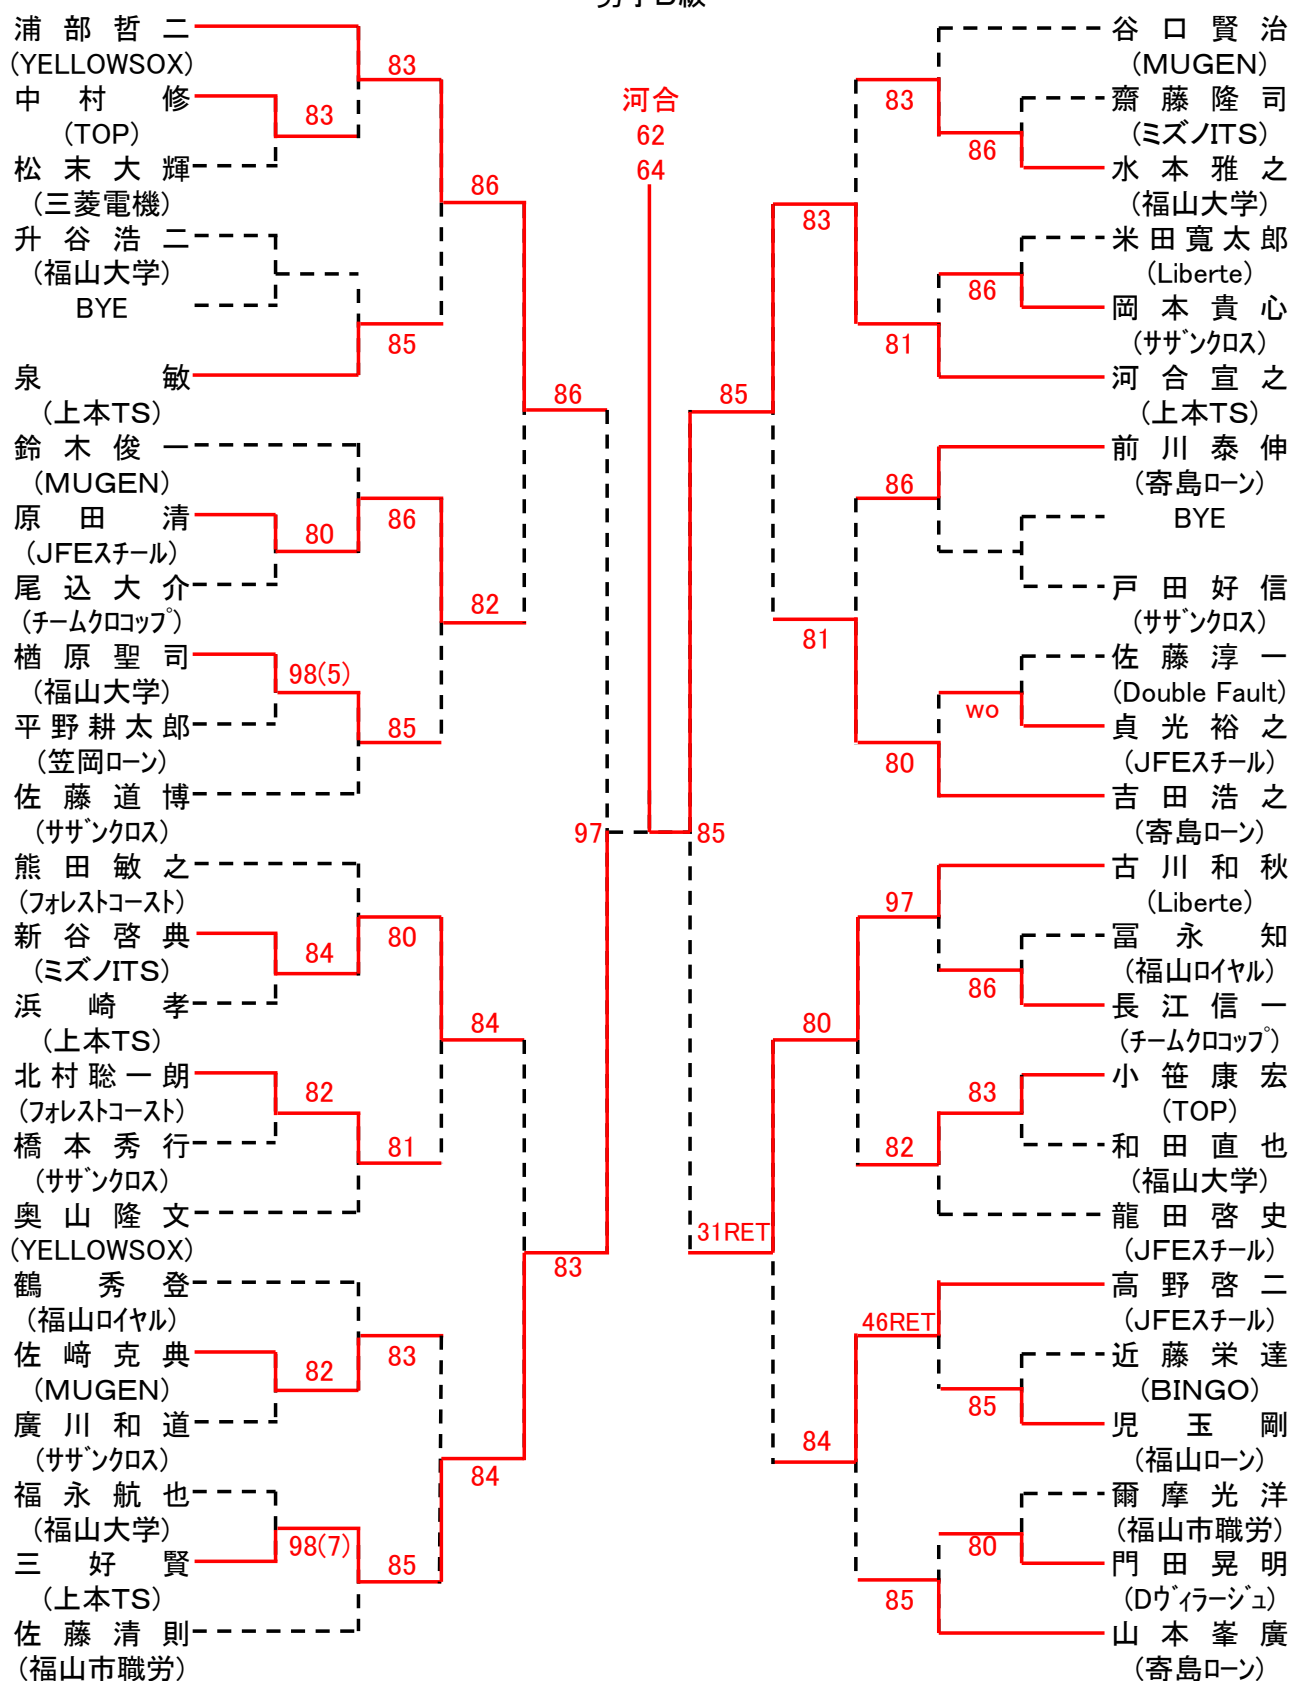 男子B級
浦部哲二
(YELLOWSOX)
83
中村修
(TOP)
83
松末大輝
(三菱電機)
86
升谷浩二
(福山大学)
BYE
85
泉敏
(上本TS)
86
鈴木俊一
(MUGEN)
原田清
(JFEスチール)
80
86
尾込大介
(チームクロコップ)
82
楢原聖司
(福山大学)
98(5)
平野耕太郎
(笠岡ローン)
85
佐藤道博
(サザンクロス)
97
熊田敏之
(フォレストコースト)
新谷啓典
(ミズノITS)
84
80
浜崎孝
(上本TS)
84
北村聡一朗
(フォレストコースト)
82
橋本秀行
(サザンクロス)
81
奥山隆文
(YELLOWSOX)
83
鶴秀登
(福山ロイヤル)
佐﨑克典
(MUGEN)
82
83
廣川和道
(サザンクロス)
84
福永航也
(福山大学)
98(7)
三好賢
(上本TS)
85
佐藤清則
(福山市職労)
河合
62
64
谷口賢治
(MUGEN)
83
齋藤隆司
(ミズノITS)
86
水本雅之
(福山大学)
83
米田寛太郎
(Liberte)
86
岡本貴心
(サザンクロス)
81
河合宣之
(上本TS)
85
前川泰伸
(寄島ローン)
86
BYE
戸田好信
(サザンクロス)
81
佐藤淳一
(Double Fault)
wo
貞光裕之
(JFEスチール)
80
吉田浩之
(寄島ローン)
85
古川和秋
(Liberte)
97
冨永知
(福山ロイヤル)
86
長江信一
(チームクロコップ)
80
小笹康宏
(TOP)
83
和田直也
(福山大学)
82
龍田啓史
(JFEスチール)
31RET
高野啓二
(JFEスチール)
46RET
近藤栄達
(BINGO)
85
児玉剛
(福山ローン)
84
爾摩光洋
(福山市職労)
80
門田晃明
(Dヴィラージュ)
85
山本峯廣
(寄島ローン)